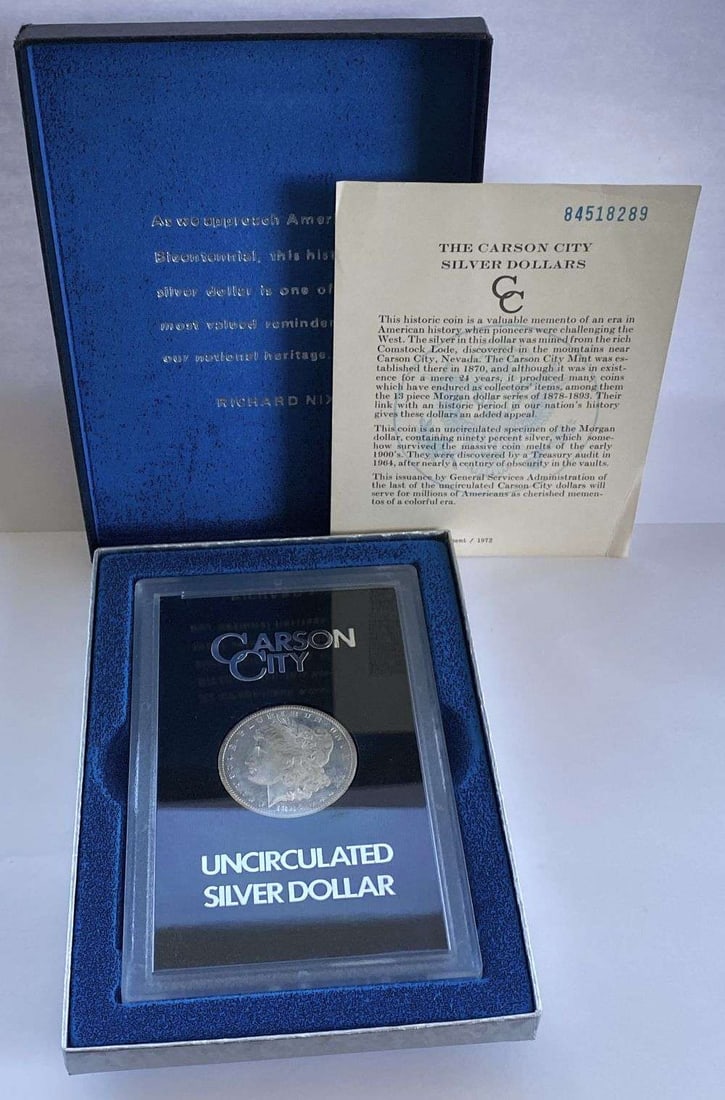 As we approach Amer
Bicentennial, this his
silver dollar is one of
most valued reminder
our national heritage.
RICHARD NIX
84518289
THE CARSON CITY
SILVER DOLLARS
CC
This historic coin is a valuable memento of an era in
American history when pioneers were challenging the
West. The silver in this dollar was mined from the rich
Comstock Lode, discovered in the mountains near
Carson City, Nevada. The Carson City Mint was es-
tablished there in 1870, and although it was in exist-
ence for a mere 24 years, it produced many coins
which have endured as collectors' items, among them
the 13 piece Morgan dollar series of 1878-1893. Their
link with an historic period in our nation's history
gives these dollars an added appeal.
This coin is an uncirculated specimen of the Morgan
dollar, containing ninety percent silver, which some-
how survived the massive coin melts of the early
1900's. They were discovered by a Treasury audit in
1964, after nearly a century of obscurity in the vaults.
This issuance by General Services Administration of
the last of the uncirculated Carson City dollars will
serve for millions of Americans as cherished memen-
tos of a colorful era.
ment / 1972
CARSON
CITY
UNCIRCULATED
SILVER DOLLAR